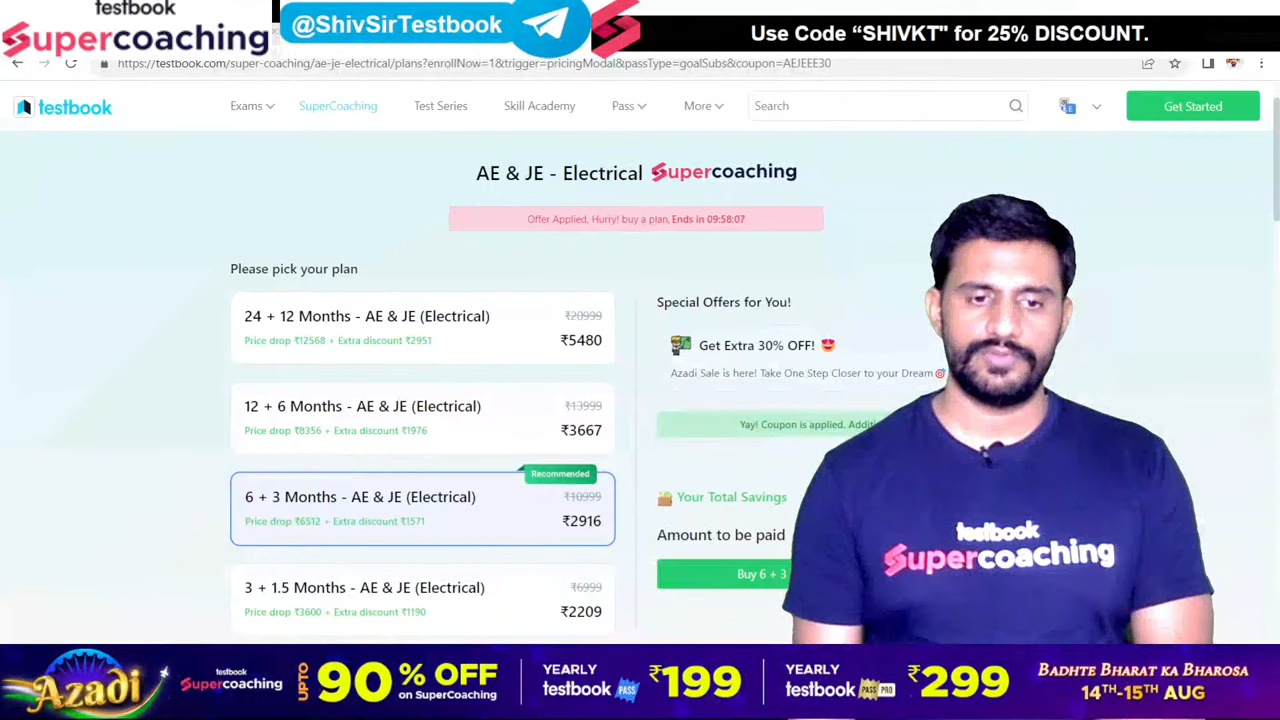 testbook
Supercoaching
@ShivSirTestbook
Use Code “SHIVKT" for 25% DISCOUNT.
https://testbook.com/super-coaching/ae-je-electrical/plans?enrollNow=1&trigger=pricingModal&passType=goalSubs&coupon=AEJEEE30
testbook
Exams
SuperCoaching
Test Series
Skill Academy
Pass
More
Search
Get Started
AE & JE - Electrical Supercoaching
Offer Applied, Hurry! buy a plan, Ends in 09:58:07
Please pick your plan
24 + 12 Months - AE & JE (Electrical) ₹20999
Price drop ₹12568 + Extra discount ₹2951 ₹5480
12 + 6 Months - AE & JE (Electrical) ₹13999
Price drop ₹8356 + Extra discount ₹1976 ₹3667
Recommended
6 + 3 Months - AE & JE (Electrical) ₹10999
Price drop ₹6512 + Extra discount ₹1571 ₹2916
3 + 1.5 Months - AE & JE (Electrical) ₹6999
Price drop ₹3600 + Extra discount ₹1190 ₹2209
Special Offers for You!
Get Extra 30% OFF! 😍
Azadi Sale is here! Take One Step Closer to your Dream🎯
Yay! Coupon is applied.
Your Total Savings
Amount to be paid
Buy 6 + 3
testbook
Supercoaching
Azadi
testbook
Supercoaching
UPTO 90% OFF
on SuperCoaching
YEARLY
testbook PASS ₹199
YEARLY
testbook PASS PRO ₹299
BADHTE BHARAT KA BHAROSA
14TH-15TH AUG